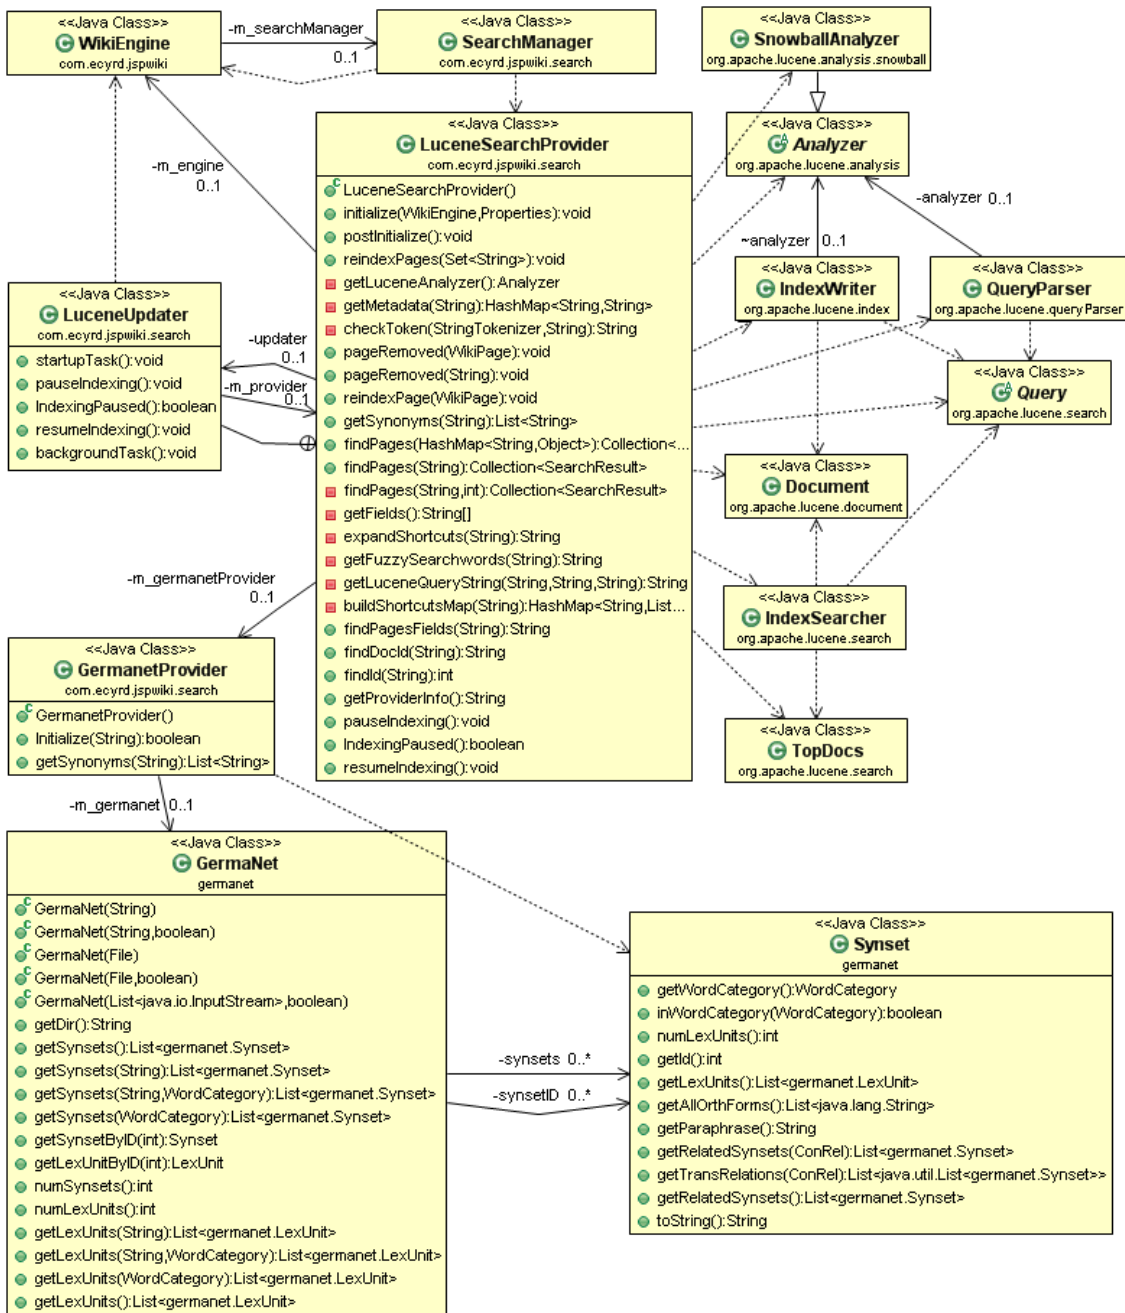 <<Java Class>>
WikiEngine
com.ecyrd.jspwiki
-m_searchManager
0..1
<<Java Class>>
SearchManager
com.ecyrd.jspwiki.search
<<Java Class>>
SnowballAnalyzer
org.apache.lucene.analysis.snowball
<<Java Class>>
Analyzer
org.apache.lucene.analysis
-m_engine
0..1
<<Java Class>>
LuceneSearchProvider
com.ecyrd.jspwiki.search
LuceneSearchProvider()
initialize(WikiEngine,Properties):void
postInitialize():void
reindexPages(Set<String>):void
getLuceneAnalyzer():Analyzer
getMetadata(String):HashMap<String,String>
checkToken(StringTokenizer,String):String
pageRemoved(WikiPage):void
pageRemoved(String):void
reindexPage(WikiPage):void
getSynonyms(String):List<String>
findPages(HashMap<String,Object>):Collection<...
findPages(String):Collection<SearchResult>
findPages(String,int):Collection<SearchResult>
getFields():String[]
expandShortcuts(String):String
getFuzzySearchwords(String):String
getLuceneQueryString(String,String,String):String
buildShortcutsMap(String):HashMap<String,List...
findPagesFields(String):String
findDocId(String):String
findId(String):int
getProviderInfo():String
pauseIndexing():void
IndexingPaused():boolean
resumeIndexing():void
-analyzer 0..1
~analyzer 0..1
<<Java Class>>
IndexWriter
org.apache.lucene.index
<<Java Class>>
QueryParser
org.apache.lucene.queryParser
<<Java Class>>
LuceneUpdater
com.ecyrd.jspwiki.search
startupTask():void
pauseIndexing():void
IndexingPaused():boolean
resumeIndexing():void
backgroundTask():void
-updater
0..1
-m_provider
0..1
<<Java Class>>
Query
org.apache.lucene.search
<<Java Class>>
Document
org.apache.lucene.document
<<Java Class>>
IndexSearcher
org.apache.lucene.search
<<Java Class>>
TopDocs
org.apache.lucene.search
-m_germanetProvider
0..1
<<Java Class>>
GermanetProvider
com.ecyrd.jspwiki.search
GermanetProvider()
Initialize(String):boolean
getSynonyms(String):List<String>
-m_germanet 0..1
<<Java Class>>
GermaNet
germanet
GermaNet(String)
GermaNet(String,boolean)
GermaNet(File)
GermaNet(File,boolean)
GermaNet(List<java.io.InputStream>,boolean)
getDir():String
getSynsets():List<germanet.Synset>
getSynsets(String):List<germanet.Synset>
getSynsets(String,WordCategory):List<germanet.Synset>
getSynsets(WordCategory):List<germanet.Synset>
getSynsetByID(int):Synset
getLexUnitByID(int):LexUnit
numSynsets():int
numLexUnits():int
getLexUnits(String):List<germanet.LexUnit>
getLexUnits(String,WordCategory):List<germanet.LexUnit>
getLexUnits(WordCategory):List<germanet.LexUnit>
getLexUnits():List<germanet.LexUnit>
-synsets 0..*
-synsetID 0..*
<<Java Class>>
Synset
germanet
getWordCategory():WordCategory
inWordCategory(WordCategory):boolean
numLexUnits():int
getId():int
getLexUnits():List<germanet.LexUnit>
getAllOrthForms():List<java.lang.String>
getParaphrase():String
getRelatedSynsets(ConRel):List<germanet.Synset>
getTransRelations(ConRel):List<java.util.List<germanet.Synset>>
getRelatedSynsets():List<germanet.Synset>
toString():String